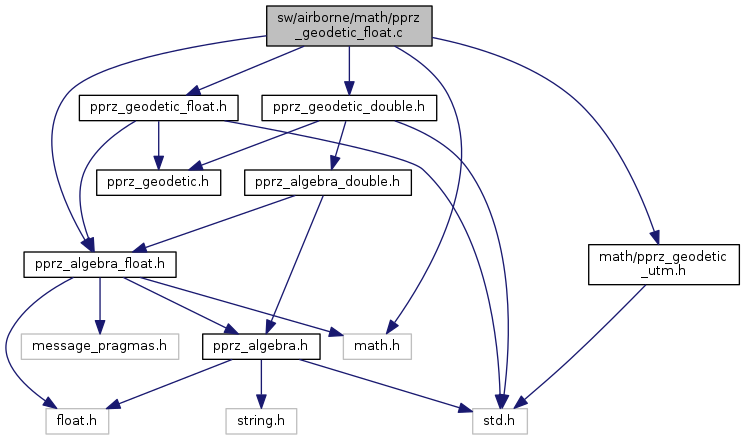 sw/airborne/math/pprz
_geodetic_float.c
pprz_geodetic_float.h
pprz_geodetic_double.h
pprz_geodetic.h
pprz_algebra_double.h
pprz_algebra_float.h
math/pprz_geodetic
_utm.h
message_pragmas.h
pprz_algebra.h
math.h
float.h
string.h
std.h